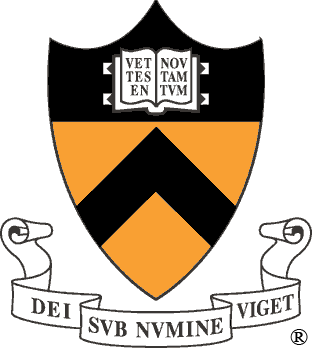 VET NOV
TES TAM
EN TVM
DEI SVB NVMINE VIGET
®